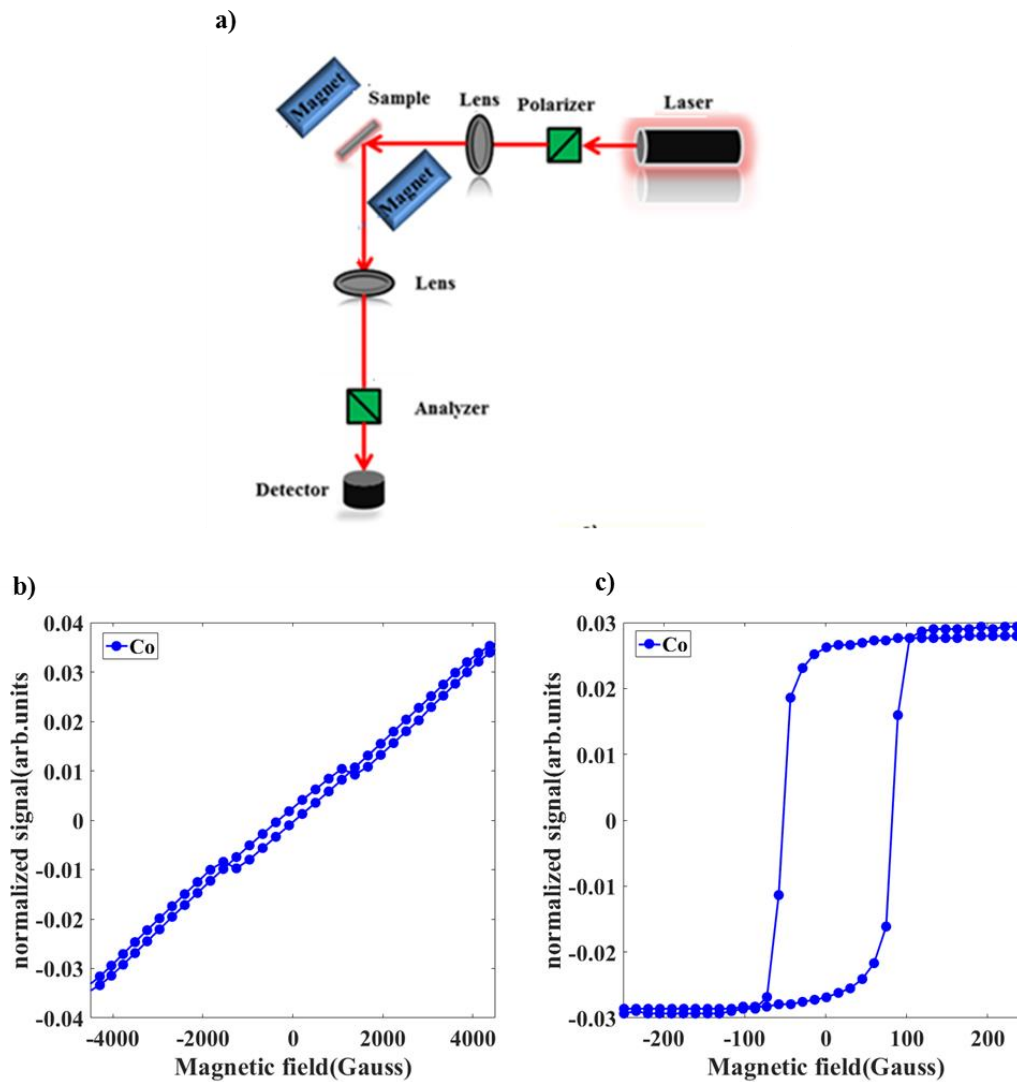 a)
Magnet
Sample
Lens
Polarizer
Laser
Magnet
Lens
Analyzer
Detector
b)
c)
0.04
0.03
0.02
0.01
0
-0.01
-0.02
-0.03
-0.04
normalized signal(arb.units
Co
-4000
-2000
0
2000
4000
Magnetic field(Gauss)
0.03
0.02
0.01
0
-0.01
-0.02
-0.03
normalized signal(arb.units
Co
-200
-100
0
100
200
Magnetic field(Gauss)